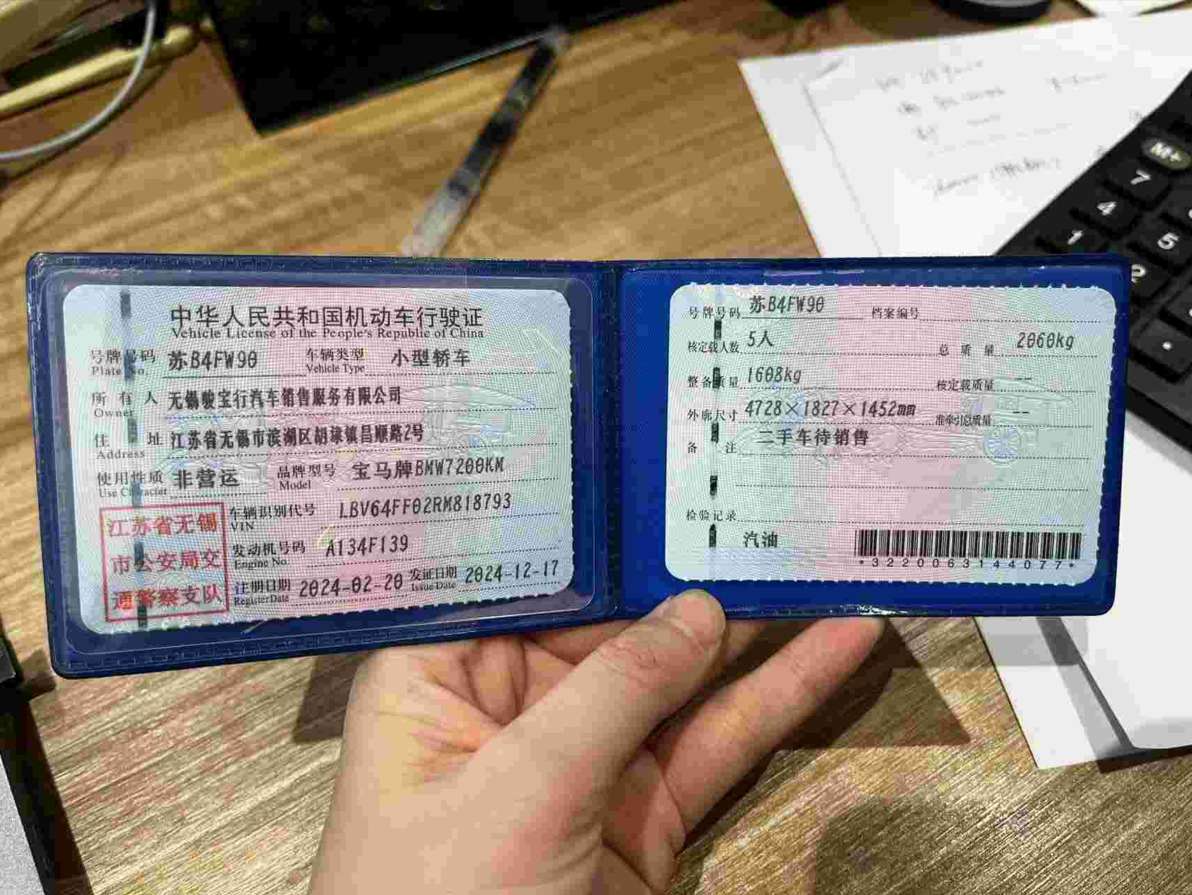 中华人民共和国机动车行驶证
Vehicle License of the People's Republic of China
号牌号码 苏B4FW90 车辆类型 小型轿车
Plate No. Vehicle Type
所有人 无锡骏宝行汽车销售服务有限公司
Owner
住址 江苏省无锡市滨湖区胡埭镇昌顺路2号
Address
使用性质 非营运 品牌型号 宝马牌BMW7200KM
Use Character Model
江苏省无锡
市公安局交
通警察支队
车辆识别代号 LBV64FF02RM818793
VIN
发动机号码 A134F139
Engine No.
注册日期 2024-02-20 发证日期 2024-12-17
Register Date Issue Date
号牌号码 苏B4FW90 档案编号
核定载人数 5人 总质量 2060kg
整备质量 1608kg 核定载质量 --
外廓尺寸 4728×1827×1452mm 准牵引总质量 --
备注 二手车待销售
检验记录
汽油
*3220063144077*
M+
7
4
1
5
2